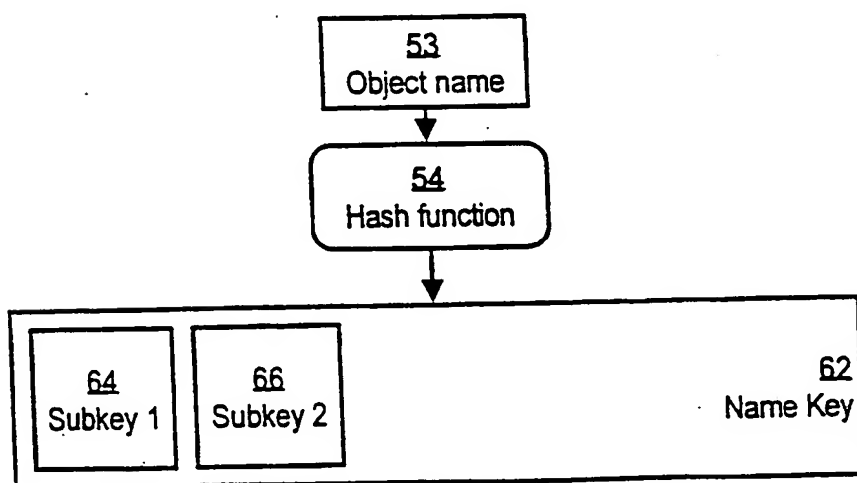 53
Object name
54
Hash function
64
Subkey 1
66
Subkey 2
62
Name Key